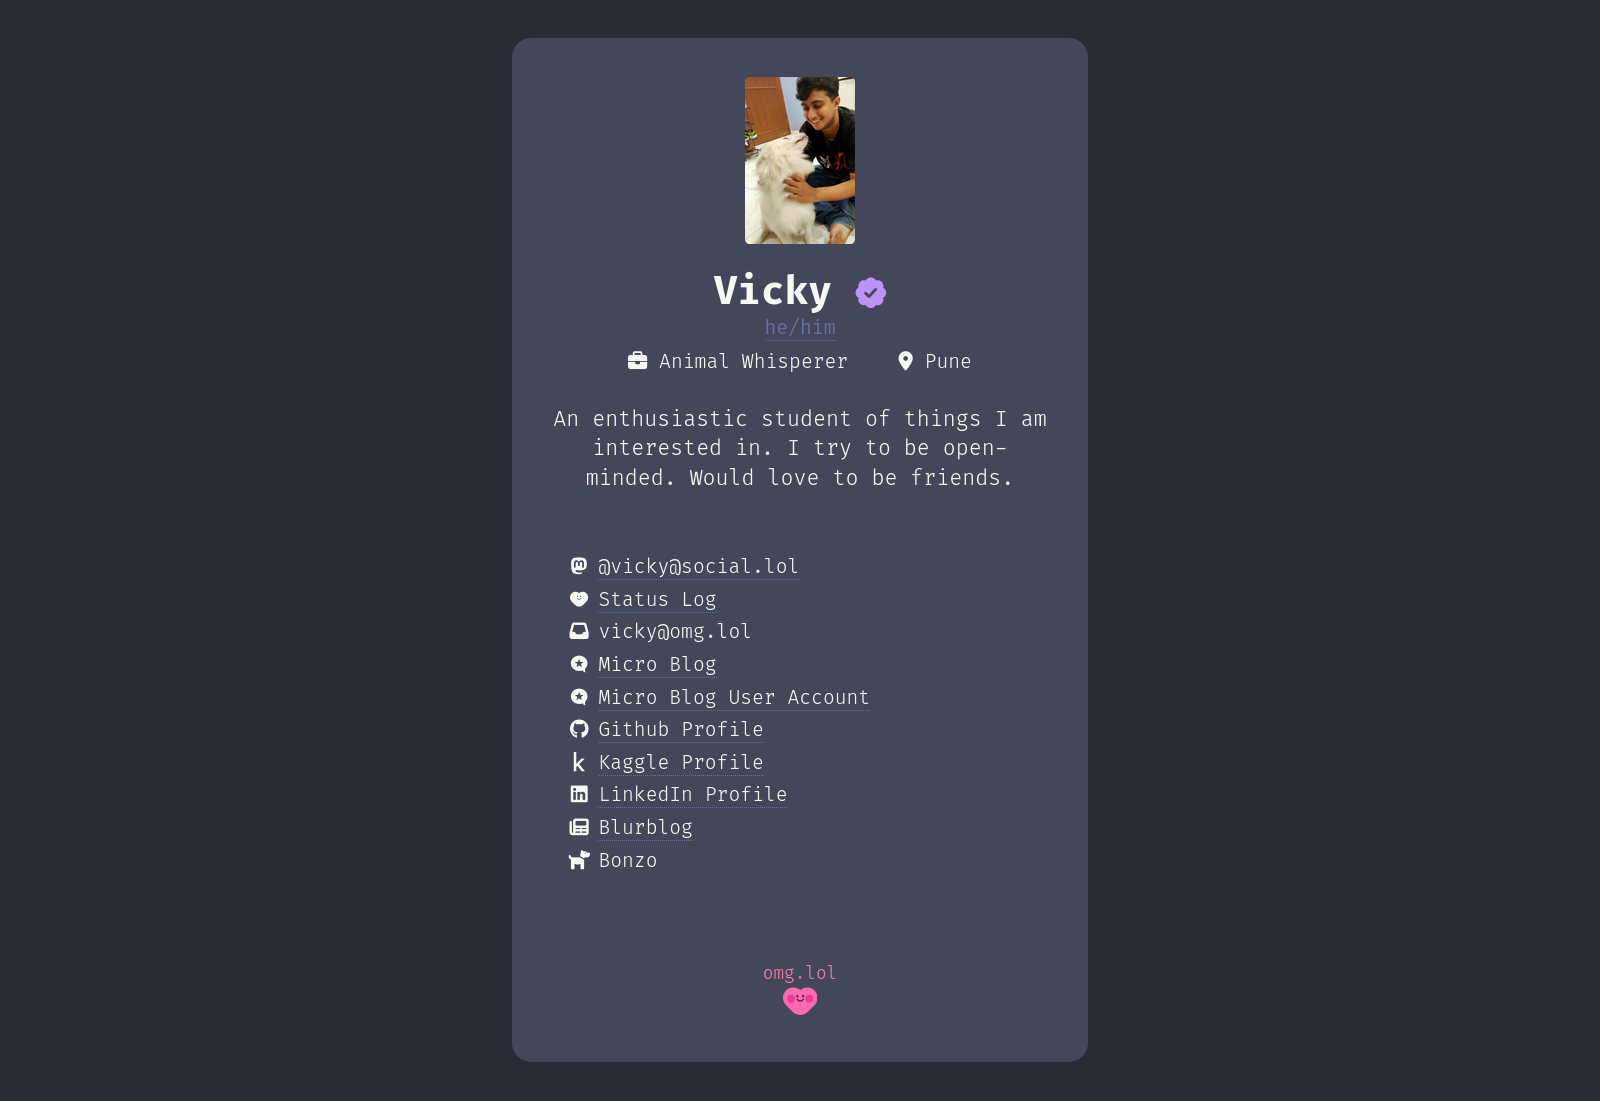 Vicky
he/him
Animal Whisperer Pune
An enthusiastic student of things I am
interested in. I try to be open-
minded. Would love to be friends.
@vicky@social.lol
Status Log
vicky@omg.lol
Micro Blog
Micro Blog User Account
Github Profile
Kaggle Profile
LinkedIn Profile
Blurblog
Bonzo
omg.lol